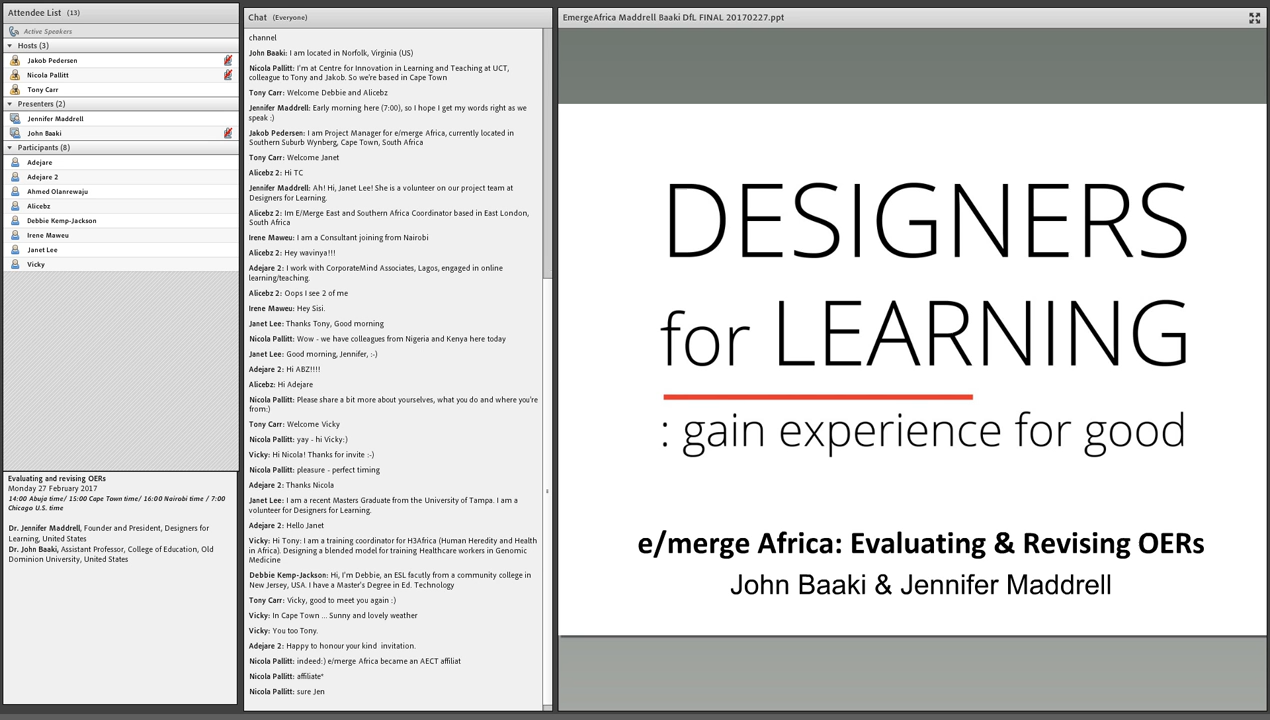 Attendee List (13)
Active Speakers
Hosts (3)
Jakob Pedersen
Nicola Pallitt
Tony Carr
Presenters (2)
Jennifer Maddrell
John Baaki
Participants (8)
Adejare
Adejare 2
Ahmed Olanrewaju
Alicebz
Debbie Kemp-Jackson
Irene Maweu
Janet Lee
Vicky
Evaluating and revising OERs
Monday 27 February 2017
14:00 Abuja time/ 15:00 Cape Town time/ 16:00 Nairobi time / 7:00
Chicago U.S. time
Dr. Jennifer Maddrell, Founder and President, Designers for
Learning, United States
Dr. John Baaki, Assistant Professor, College of Education, Old
Dominion University, United States
Chat (Everyone)
channel
John Baaki: I am located in Norfolk, Virginia (US)
Nicola Pallitt: I'm at Centre for Innovation in Learning and Teaching at UCT,
colleague to Tony and Jakob. So we're based in Cape Town
Tony Carr: Welcome Debbie and Alicebz
Jennifer Maddrell: Early morning here (7:00), so I hope I get my words right as we
speak :)
Jakob Pedersen: I am Project Manager for e/merge Africa, currently located in
Southern Suburb Wynberg, Cape Town, South Africa
Tony Carr: Welcome Janet
Alicebz 2: Hi TC
Jennifer Maddrell: Ah! Hi, Janet Lee! She is a volunteer on our project team at
Designers for Learning.
Alicebz 2: Im E/Merge East and Southern Africa Coordinator based in East London,
South Africa
Irene Maweu: I am a Consultant joining from Nairobi
Alicebz 2: Hey wavinya!!!
Adejare 2: I work with CorporateMind Associates, Lagos, engaged in online
learning/teaching.
Alicebz 2: Oops I see 2 of me
Irene Maweu: Hey Sisi.
Janet Lee: Thanks Tony, Good morning
Nicola Pallitt: Wow - we have colleagues from Nigeria and Kenya here today
Janet Lee: Good morning, Jennifer, :-)
Adejare 2: Hi ABZ!!!!
Alicebz: Hi Adejare
Nicola Pallitt: Please share a bit more about yourselves, what you do and where you're
from:)
Tony Carr: Welcome Vicky
Nicola Pallitt: yay - hi Vicky:)
Vicky: Hi Nicola! Thanks for invite :-)
Nicola Pallitt: pleasure - perfect timing
Adejare 2: Thanks Nicola
Janet Lee: I am a recent Masters Graduate from the University of Tampa. I am a
volunteer for Designers for Learning.
Adejare 2: Hello Janet
Vicky: Hi Tony: I am a training coordinator for H3Africa (Human Heredity and Health
in Africa). Designing a blended model for training Healthcare workers in Genomic
Medicine
Debbie Kemp-Jackson: Hi, I'm Debbie, an ESL facutly from a community college in
New Jersey, USA. I have a Master's Degree in Ed. Technology
Tony Carr: Vicky, good to meet you again :)
Vicky: In Cape Town ... Sunny and lovely weather
Vicky: You too Tony.
Adejare 2: Happy to honour your kind invitation.
Nicola Pallitt: indeed:) e/merge Africa became an AECT affiliat
Nicola Pallitt: affiliate*
Nicola Pallitt: sure Jen
EmergeAfrica Maddrell Baaki DfL FINAL 20170227.ppt
DESIGNERS
for LEARNING
: gain experience for good
e/merge Africa: Evaluating & Revising OERs
John Baaki & Jennifer Maddrell